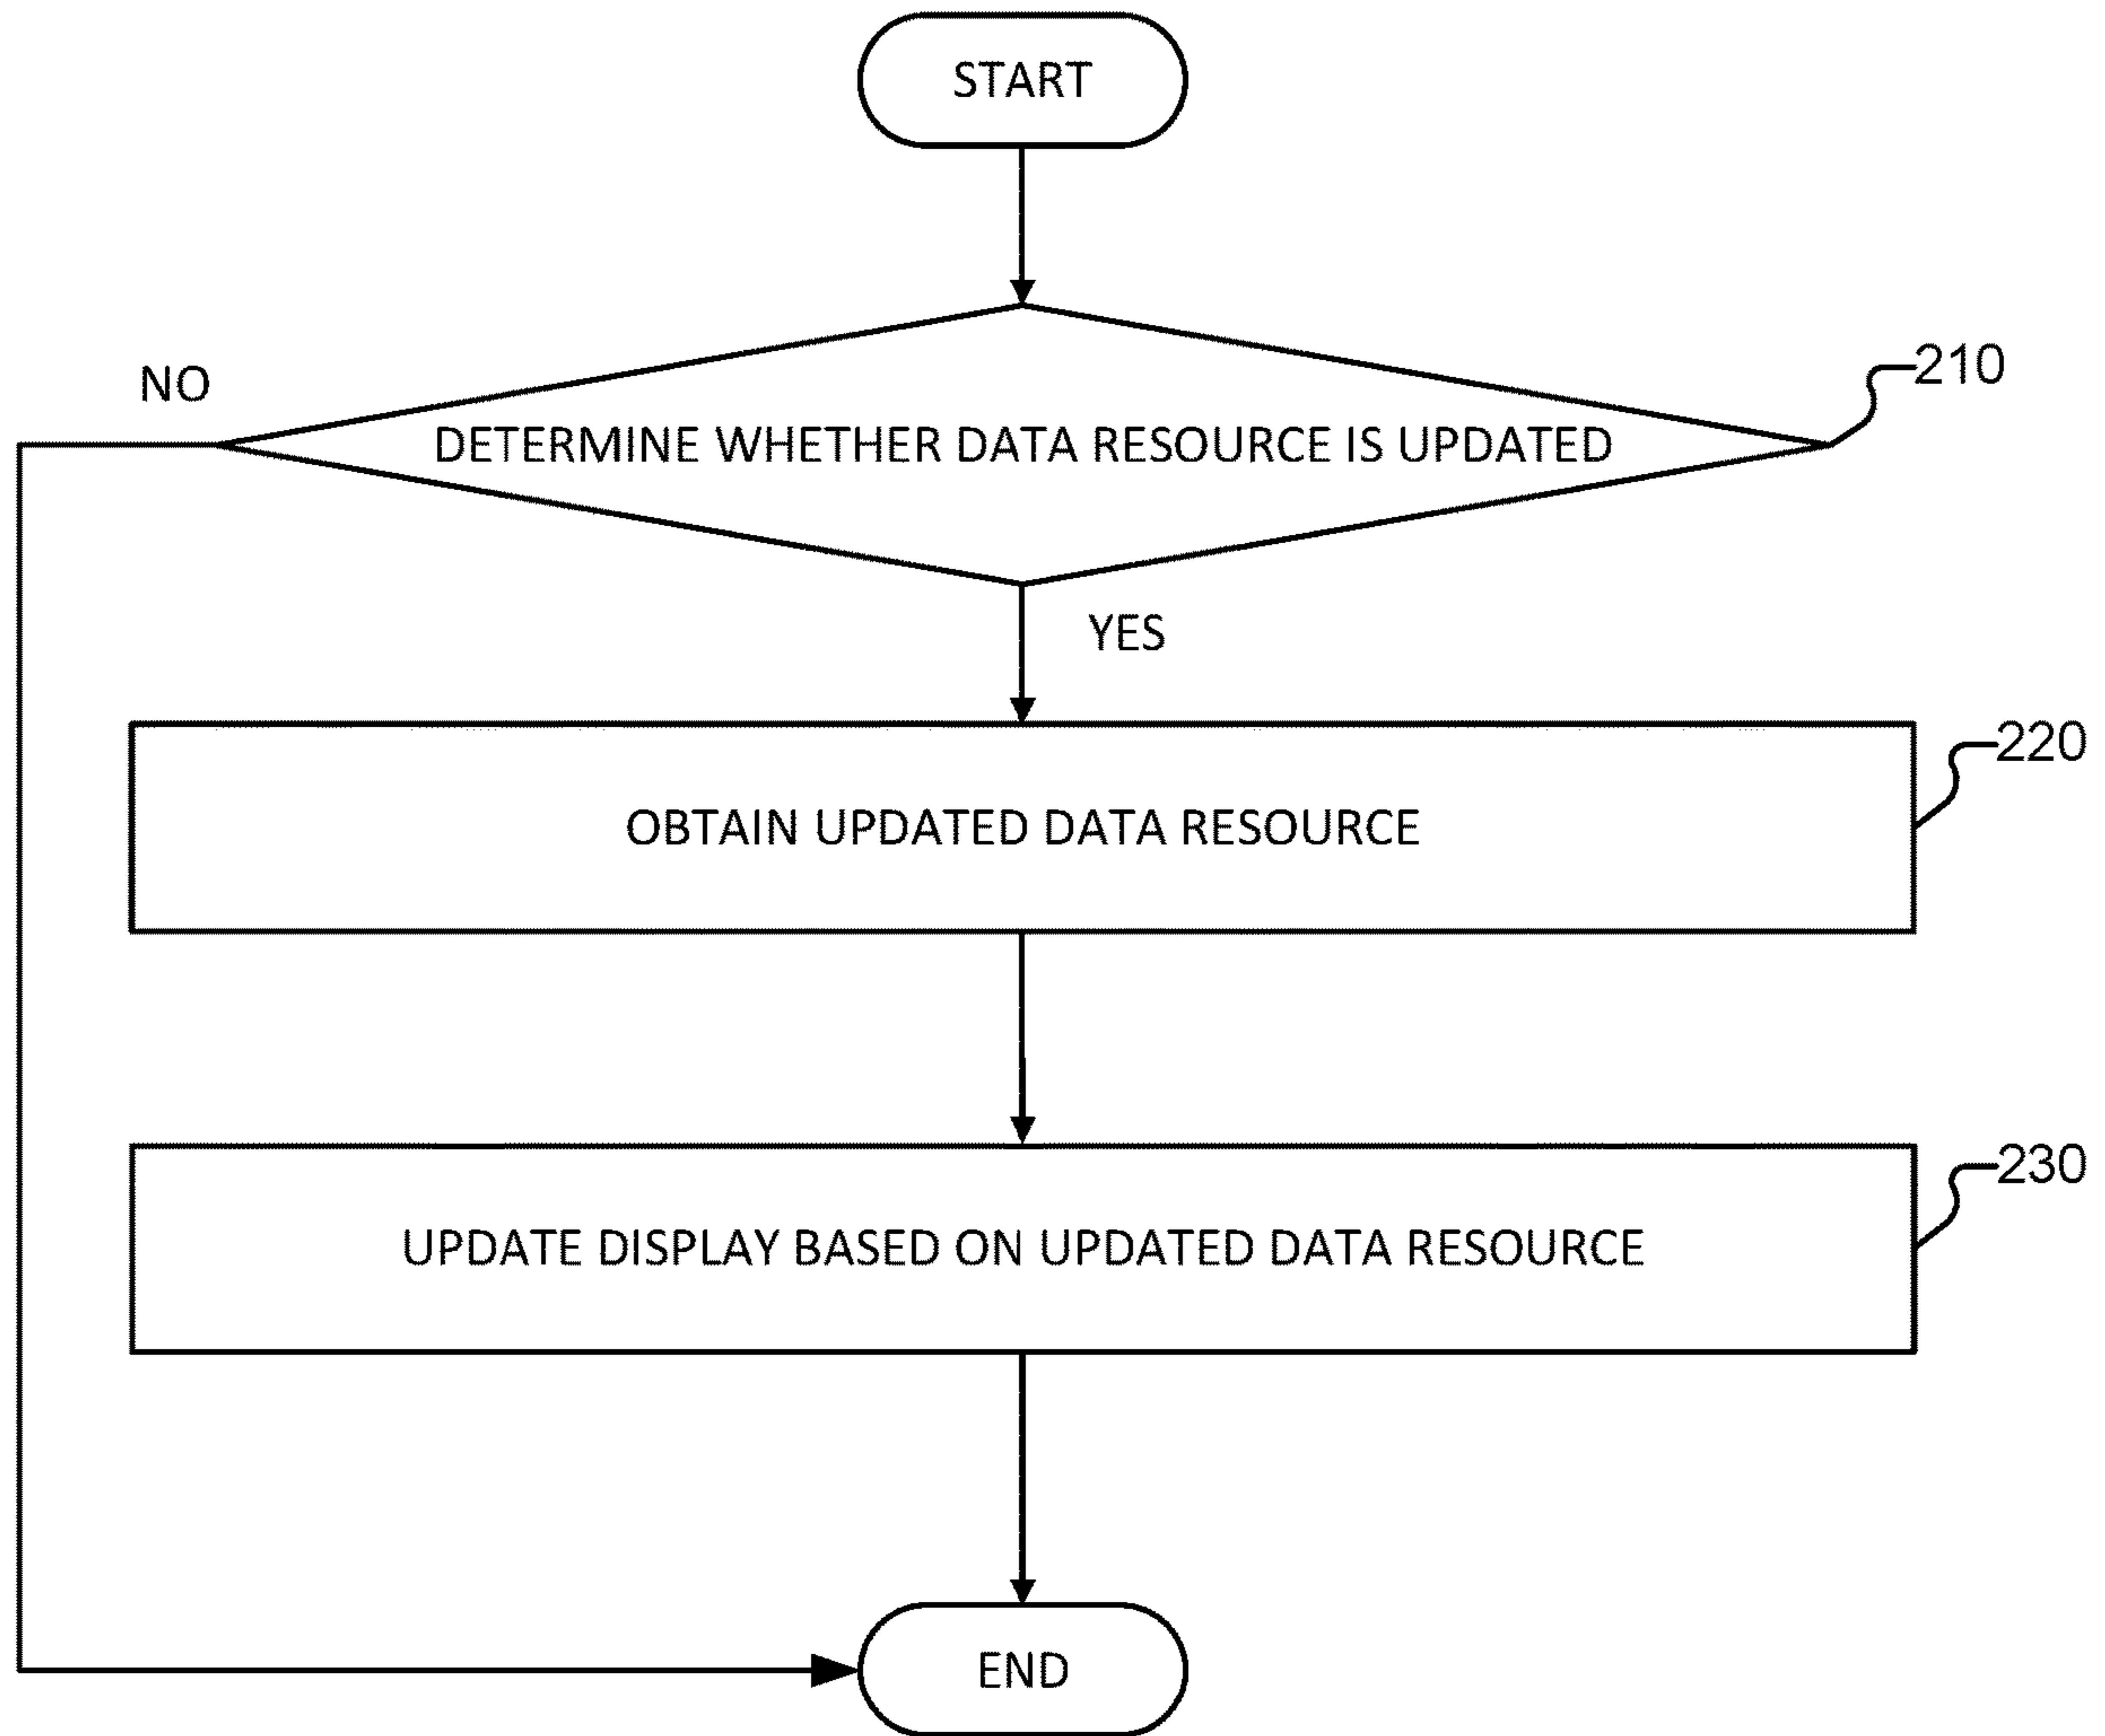 START
NO
210
DETERMINE WHETHER DATA RESOURCE IS UPDATED
YES
220
OBTAIN UPDATED DATA RESOURCE
230
UPDATE DISPLAY BASED ON UPDATED DATA RESOURCE
END